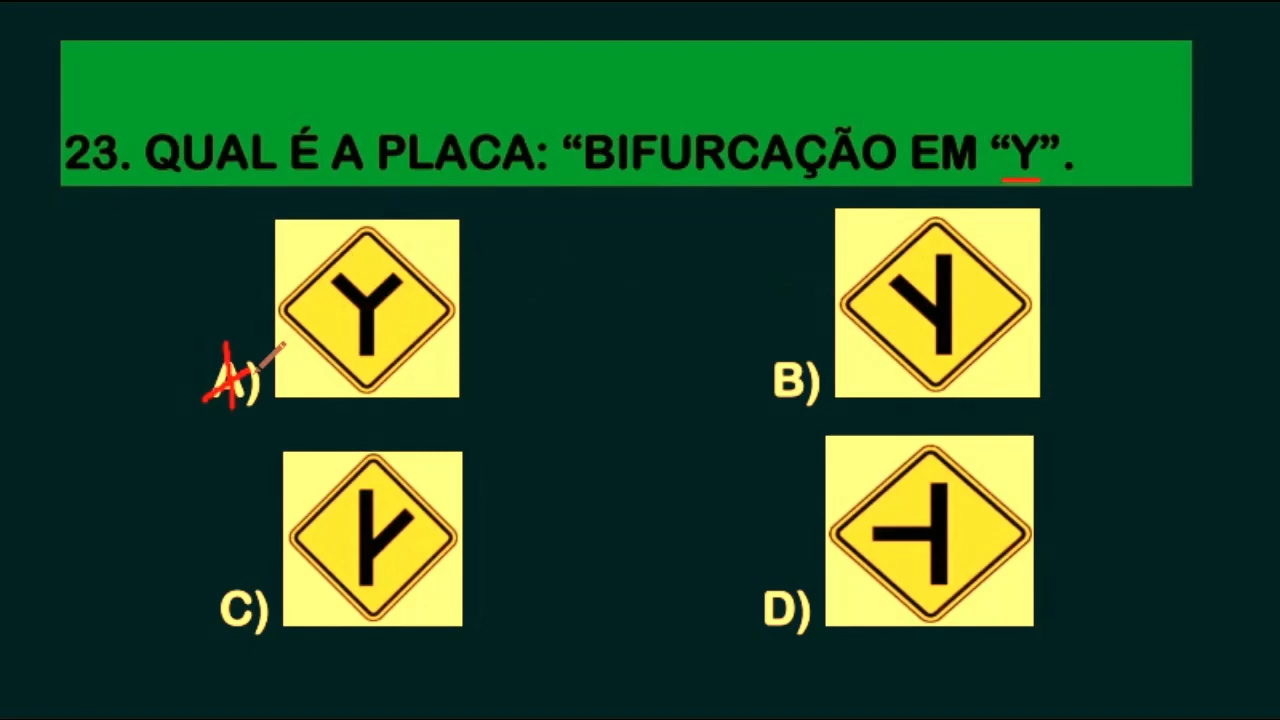 23. QUAL É A PLACA: “BIFURCAÇÃO EM “Y”.
A)
B)
C)
D)